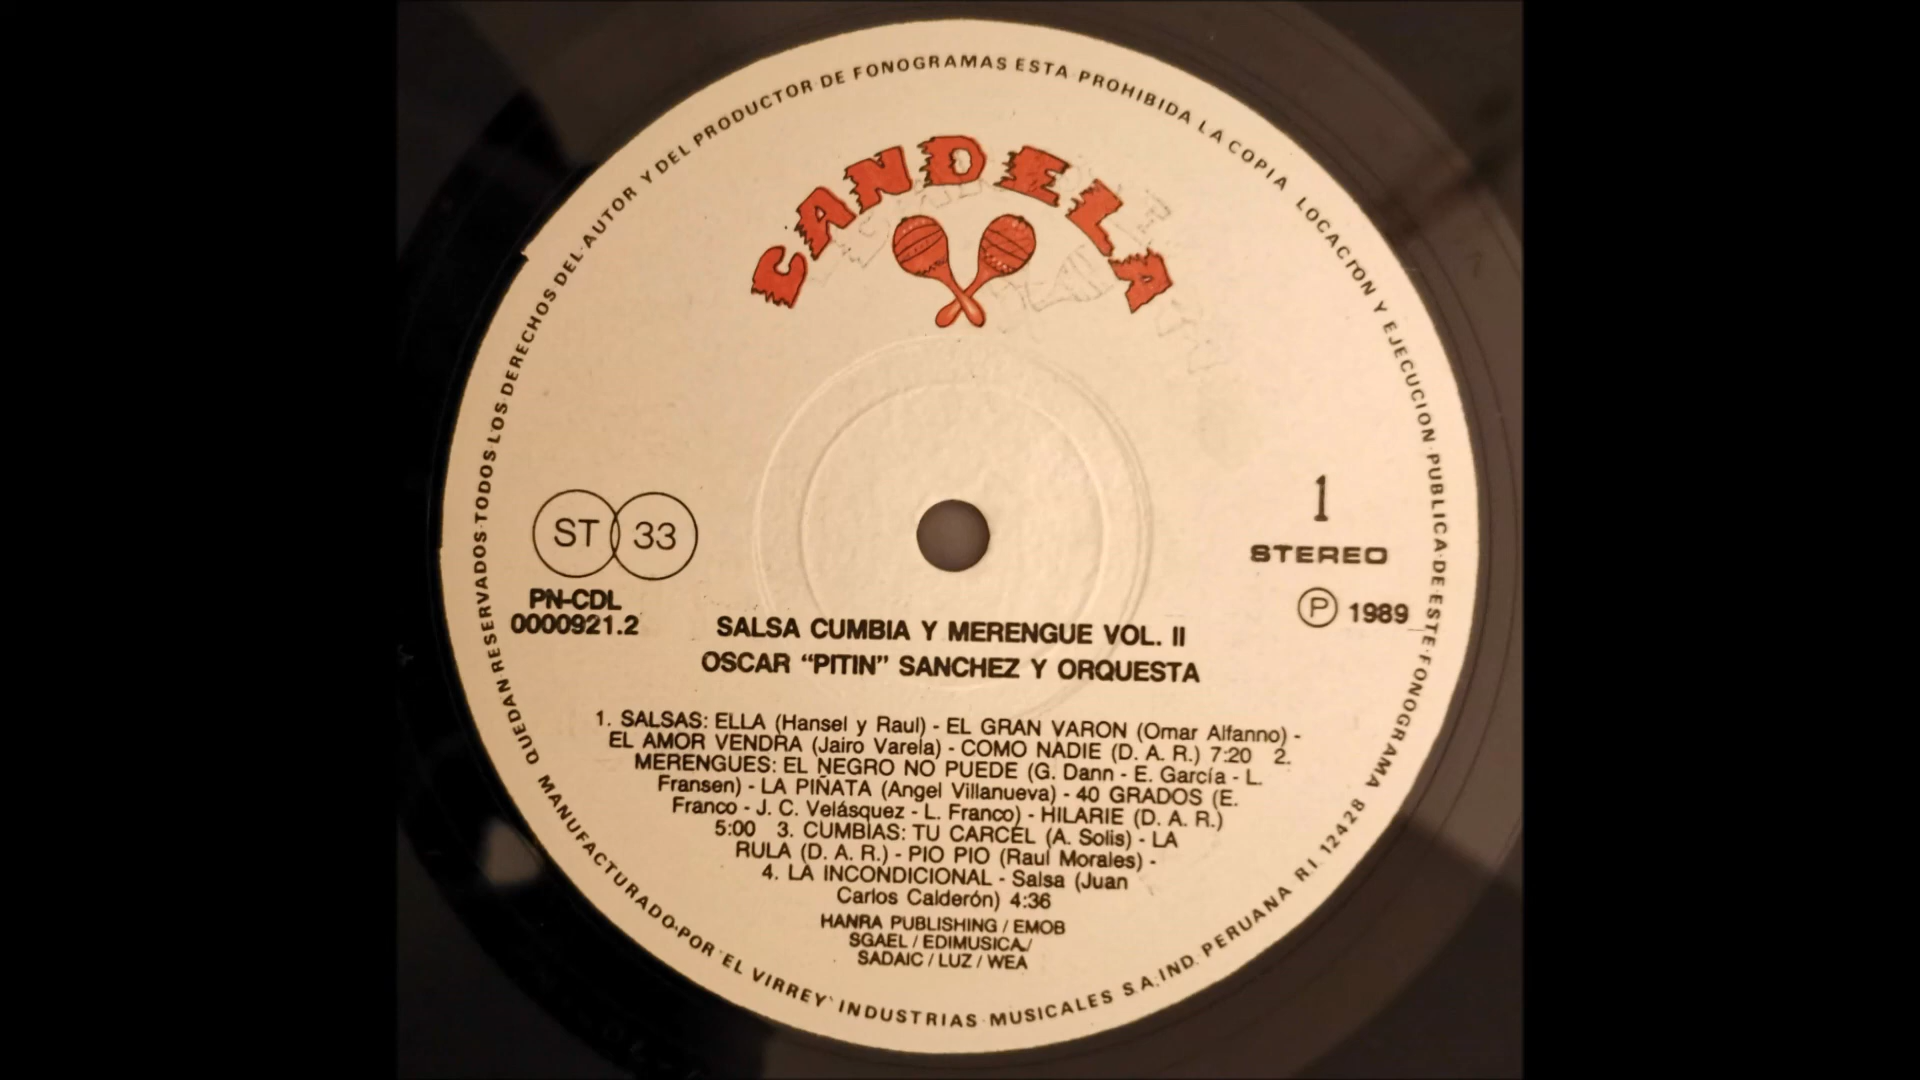 QUEDAN·RESERVADOS·TODOS·LOS·DERECHOS DEL·AUTOR Y DEL PRODUCTOR DE FONOGRAMAS ESTA PROHIBIDA LA COPIA LOCACION Y EJECUCION·PUBLICA·DE·ESTE·FONOGRAMA
CANDELA
ST 33
1
STEREO
PN-CDL
0000921.2
Ⓟ 1989
SALSA CUMBIA Y MERENGUE VOL. II
OSCAR “PITIN” SANCHEZ Y ORQUESTA
1. SALSAS: ELLA (Hansel y Raul) - EL GRAN VARON (Omar Alfanno) -
EL AMOR VENDRA (Jairo Varela) - COMO NADIE (D. A. R.) 7:20 2.
MERENGUES: EL NEGRO NO PUEDE (G. Dann - E. García - L.
Fransen) - LA PIÑATA (Angel Villanueva) - 40 GRADOS (E.
Franco - J. C. Velásquez - L. Franco) - HILARIE (D. A. R.)
5:00 3. CUMBIAS: TU CARCEL (A. Solis) - LA
RULA (D. A. R.) - PIO PIO (Raul Morales) -
4. LA INCONDICIONAL - Salsa (Juan
Carlos Calderón) 4:36
HANRA PUBLISHING / EMOB
SGAEL / EDIMUSICA/
SADAIC / LUZ / WEA
MANUFACTURADO·POR "EL VIRREY" INDUSTRIAS·MUSICALES S.A. IND. PERUANA R.I. 12428